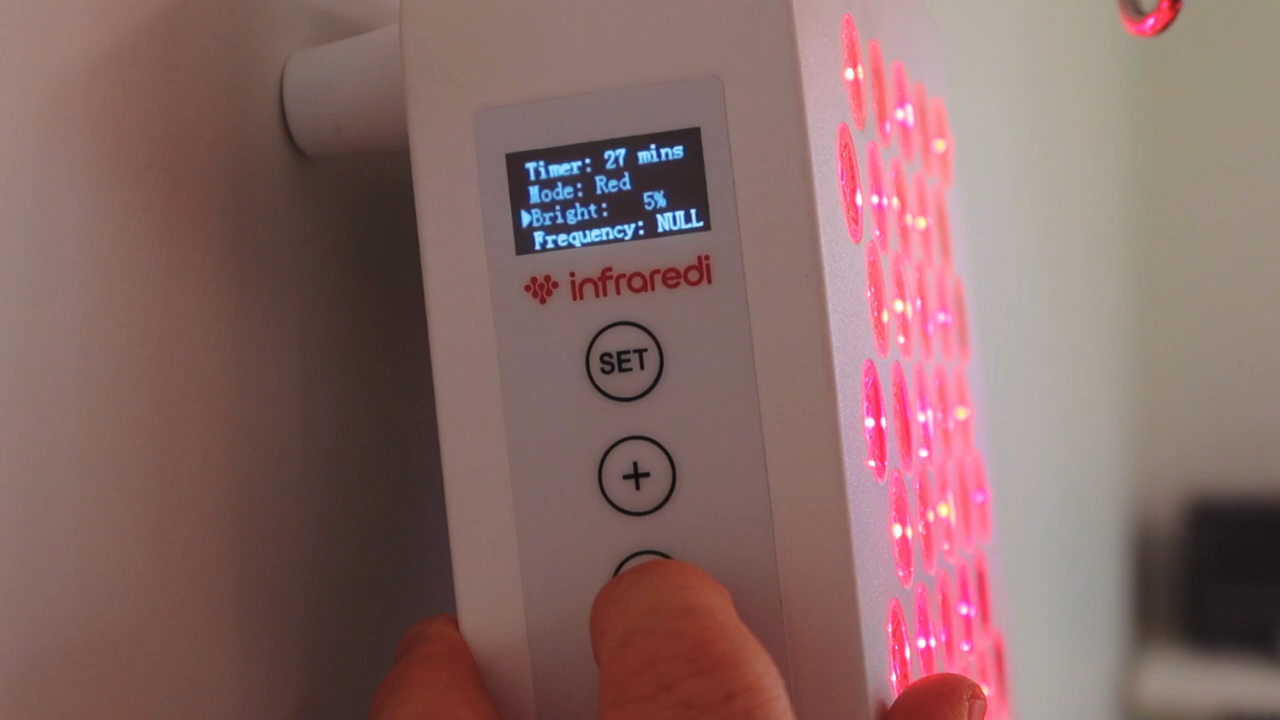 Timer: 27 mins
Mode: Red
Bright: 5%
Frequency: NULL
infraredi
SET
+